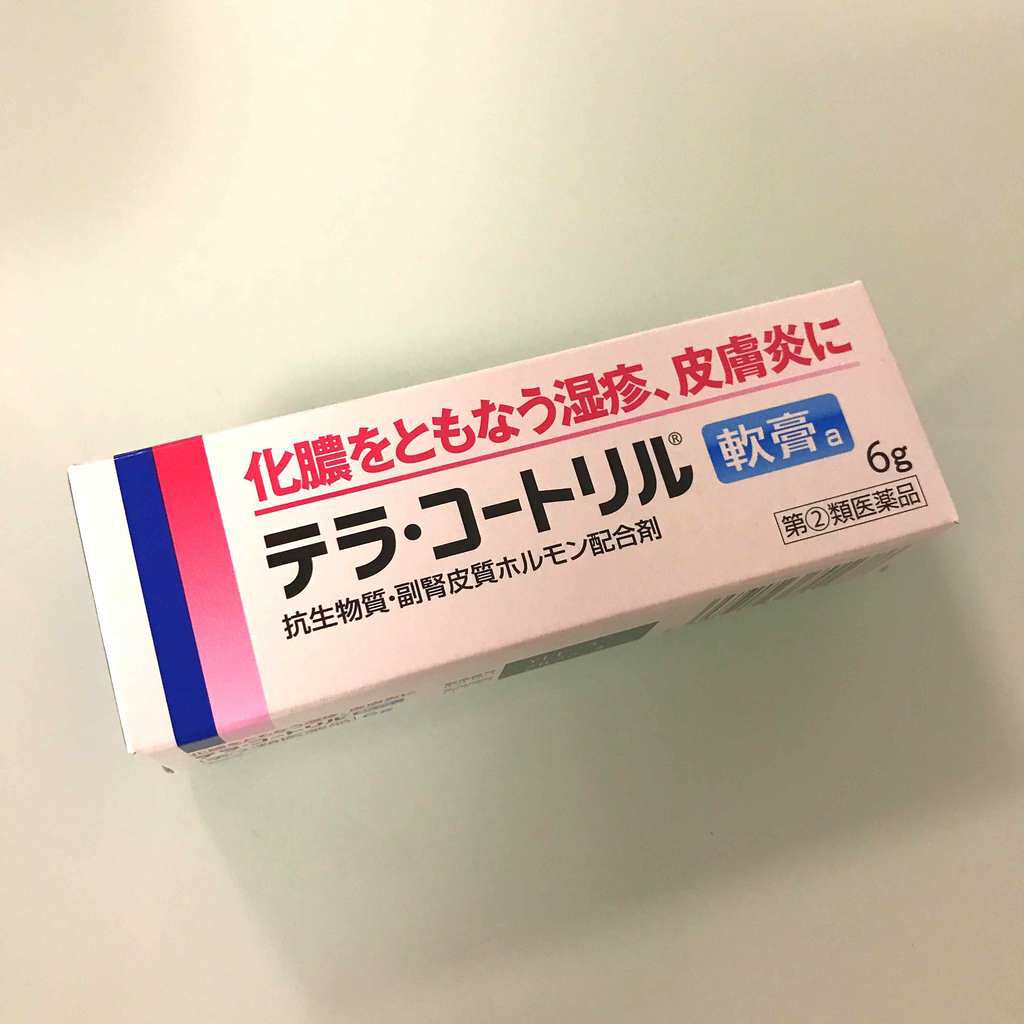 化膿をともなう湿疹、皮膚炎に
テラ・コートリル® 軟膏a 6g
抗生物質・副腎皮質ホルモン配合剤
第②類医薬品